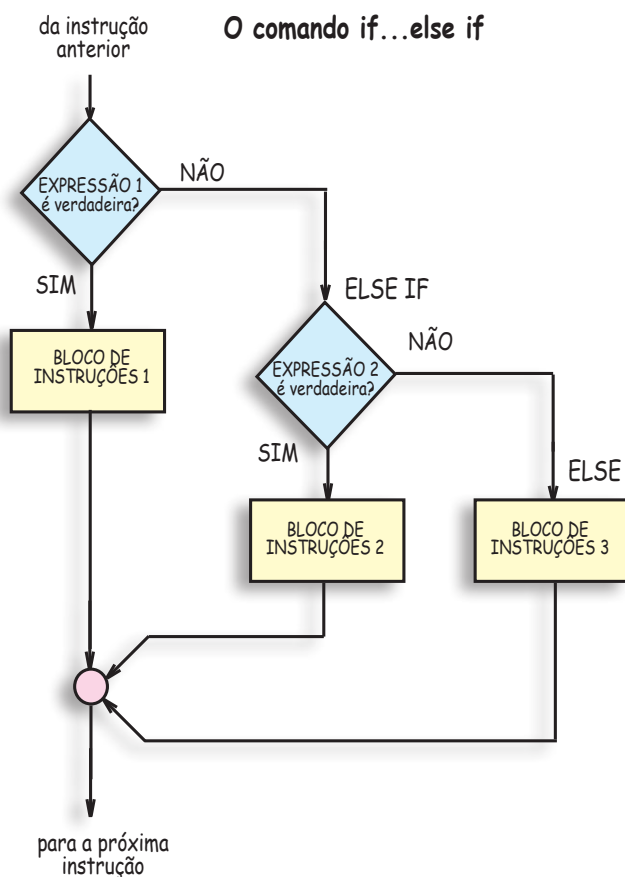 da instrução
anterior
O comando if...else if
EXPRESSÃO 1
é verdadeira?
NÃO
SIM
ELSE IF
BLOCO DE
INSTRUÇÕES 1
EXPRESSÃO 2
é verdadeira?
NÃO
SIM
ELSE
BLOCO DE
INSTRUÇÕES 2
BLOCO DE
INSTRUÇÕES 3
para a próxima
instrução